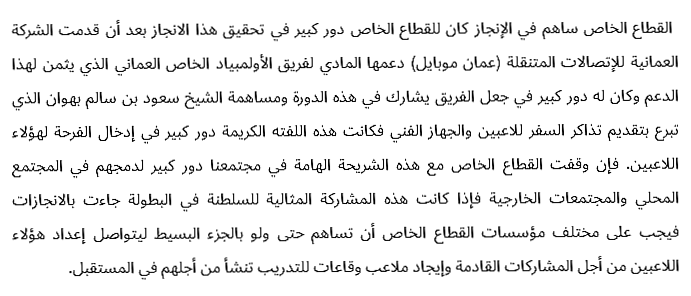 القطاع الخاص ساهم في الإنجاز كان للقطاع الخاص دور كبير في تحقيق هذا الانجاز بعد أن قدمت الشركة
العمانية للإتصالات المتنقلة (عمان موبايل) دعمها المادي لفريق الأولمبياد الخاص العماني الذي يثمن لهذا
الدعم وكان له دور كبير في جعل الفريق يشارك في هذه الدورة ومساهمة الشيخ سعود بن سالم بهوان الذي
تبرع بتقديم تذاكر السفر للاعبين والجهاز الفني فكانت هذه اللفته الكريمة دور كبير في إدخال الفرحة لهؤلاء
اللاعبين. فإن وقفت القطاع الخاص مع هذه الشريحة الهامة في مجتمعنا دور كبير لدمجهم في المجتمع
المحلي والمجتمعات الخارجية فإذا كانت هذه المشاركة المثالية للسلطنة في البطولة جاءت بالانجازات
فيجب على مختلف مؤسسات القطاع الخاص أن تساهم حتى ولو بالجزء البسيط ليتواصل إعداد هؤلاء
اللاعبين من أجل المشاركات القادمة وإيجاد ملاعب وقاعات للتدريب تنشأ من أجلهم في المستقبل.